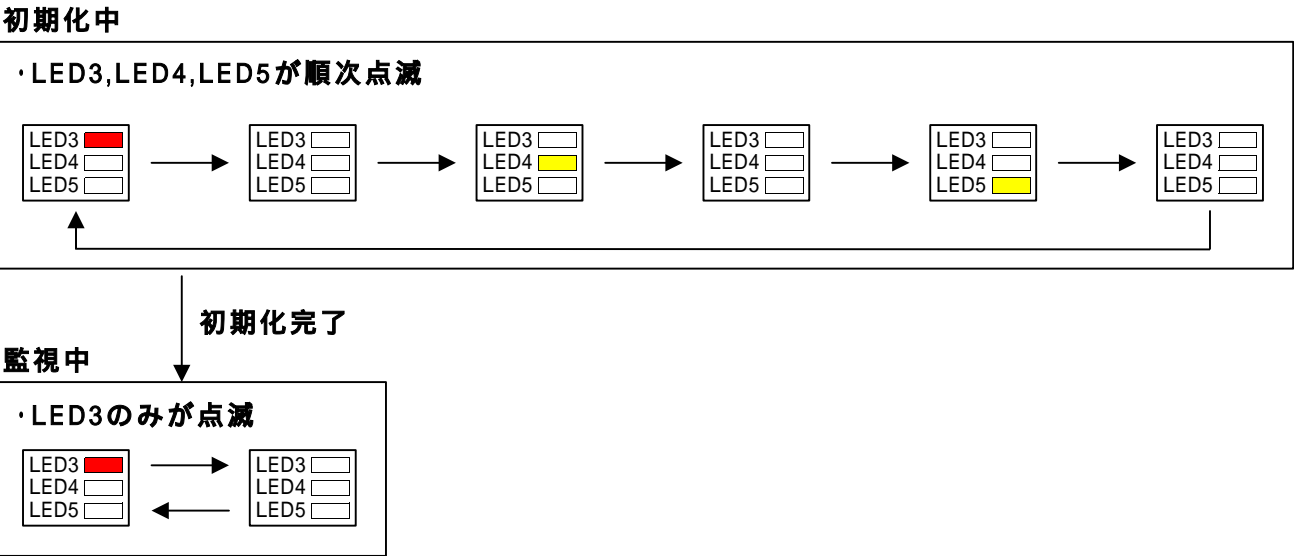 初期化中
・LED3,LED4,LED5が順次点滅
LED3 LED3 LED3 LED3 LED3 LED3
LED4 LED4 LED4 LED4 LED4 LED4
LED5 LED5 LED5 LED5 LED5 LED5
初期化完了
監視中
・LED3のみが点滅
LED3 LED3
LED4 LED4
LED5 LED5